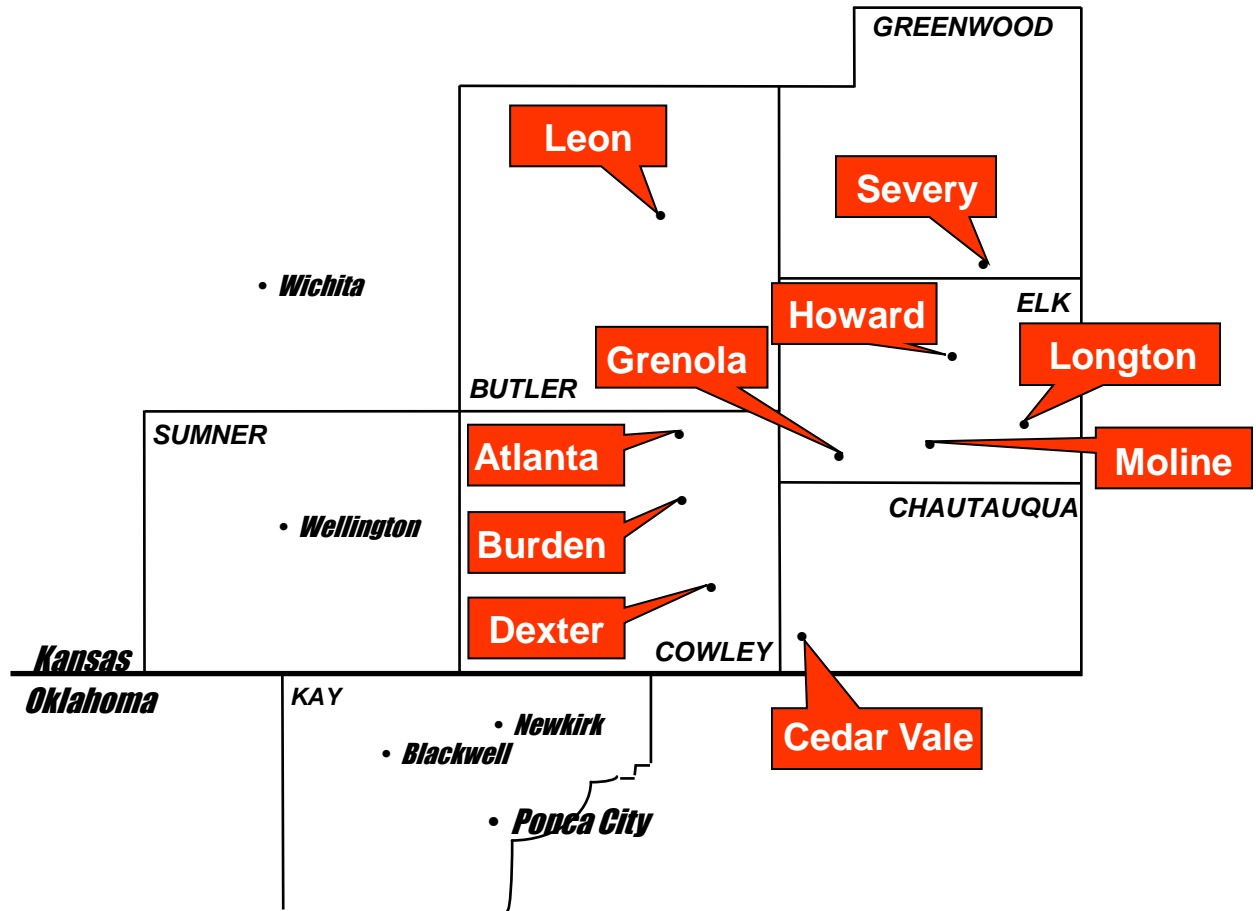 GREENWOOD
Leon
Severy
Wichita
ELK
Howard
Longton
Grenola
BUTLER
SUMNER
Atlanta
Moline
CHAUTAUQUA
Wellington
Burden
Dexter
COWLEY
Kansas
Oklahoma
KAY
Newkirk
Cedar Vale
Blackwell
Ponca City